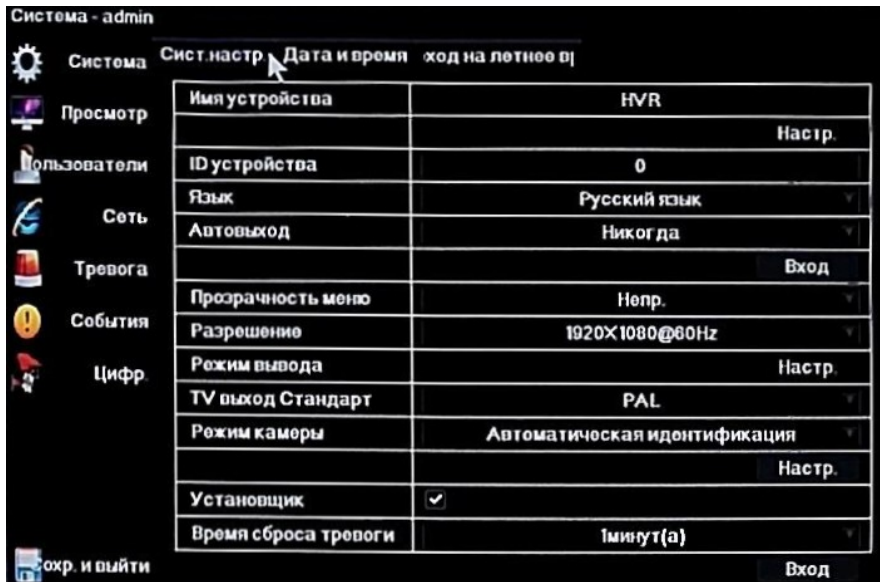 Система - admin
Система
Сист.настр. Дата и время ход на летнее в
Просмотр
Пользователи
Сеть
Тревога
События
Цифр.
Имя устройства HVR
Настр.
ID устройства 0
Язык Русский язык
Автовыход Никогда
Вход
Прозрачность меню Непр.
Разрешение 1920X1080@60Hz
Режим вывода Настр.
TV выход Стандарт PAL
Режим камеры Автоматическая идентификация
Настр.
Установщик
Время сброса тревоги 1минут(а)
Сохр. и выйти
Вход